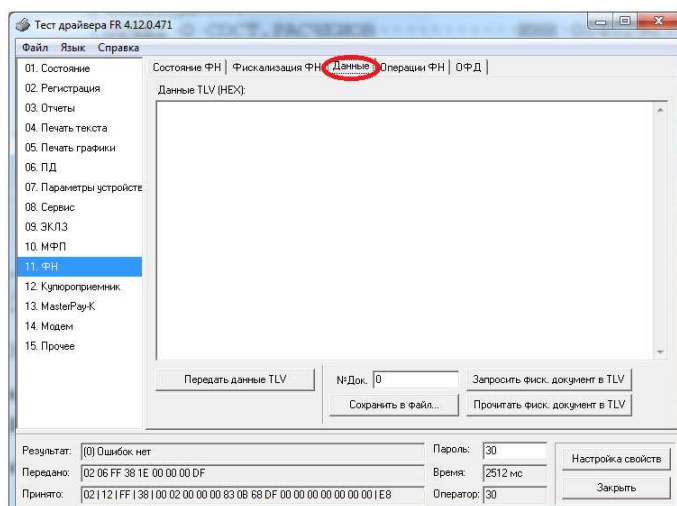 Тест драйвера FR 4.12.0.471
Файл Язык Справка
01. Состояние
02. Регистрация
03. Отчеты
04. Печать текста
05. Печать графики
06. ПД
07. Параметры устройств
08. Сервис
09. ЭКЛЗ
10. МФП
11. ФН
12. Купюроприемник
13. MasterPay-K
14. Модем
15. Прочее
Состояние ФН Фискализация ФН Данные Операции ФН ОФД
Данные TLV (HEX):
Передать данные TLV
№Док. 0
Запросить фиск. документ в TLV
Сохранить в файл...
Прочитать фиск. документ в TLV
Результат: (0) Ошибок нет
Пароль: 30
Настройка свойств
Передано: 02 06 FF 38 1E 00 00 00 DF
Время: 2512 мс
Принято: 02 | 12 | FF | 38 | 00 02 00 00 00 83 0B 68 DF 00 00 00 00 00 00 00 | E8
Оператор: 30
Закрыть